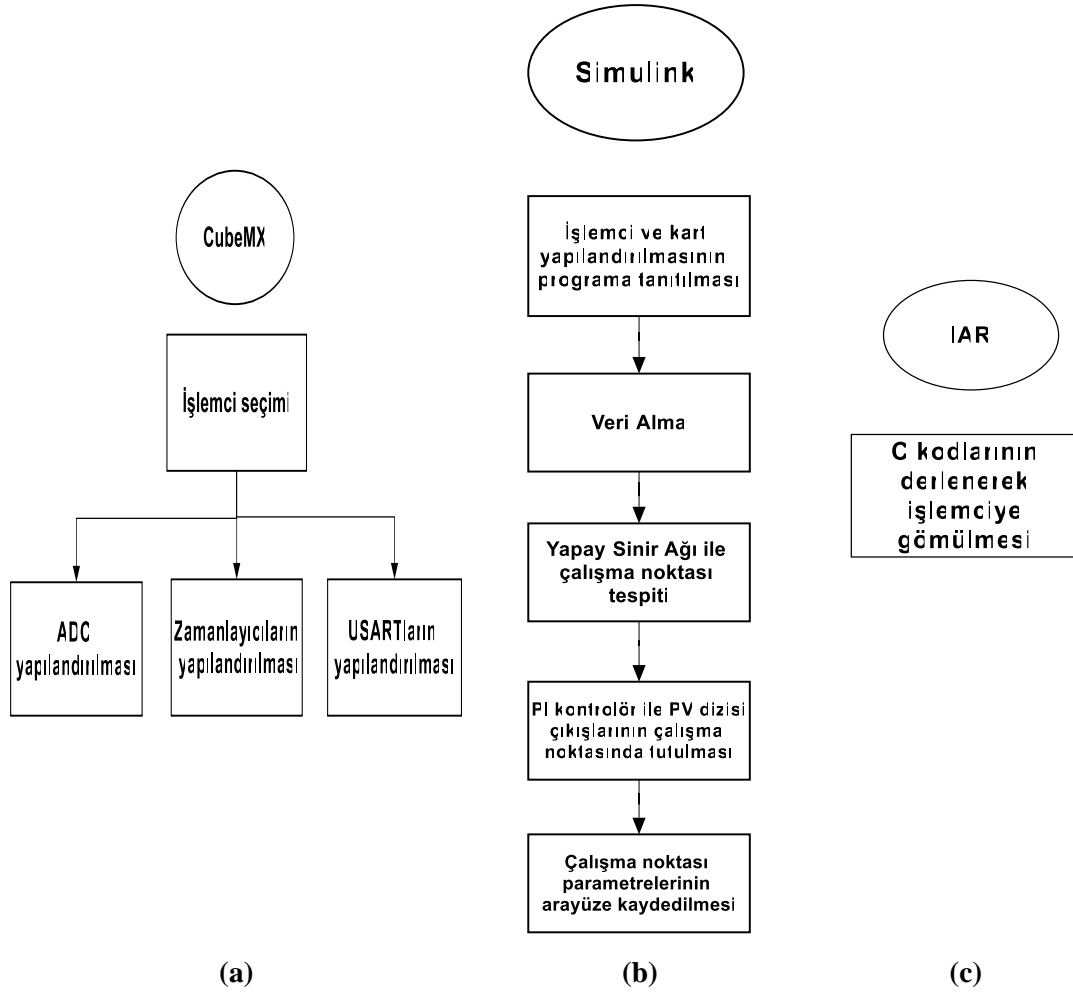 CubeMX
İşlemci seçimi
ADC
yapılandırılması
Zamanlayıcıların
yapılandırılması
USARTların
yapılandırılması
(a)
Simulink
İşlemci ve kart
yapılandırılmasının
programa tanıtılması
Veri Alma
Yapay Sinir Ağı ile
çalışma noktası
tespiti
PI kontrolör ile PV dizisi
çıkışlarının çalışma
noktasında tutulması
Çalışma noktası
parametrelerinin
arayüze kaydedilmesi
(b)
IAR
C kodlarının
derlenerek
işlemciye
gömülmesi
(c)